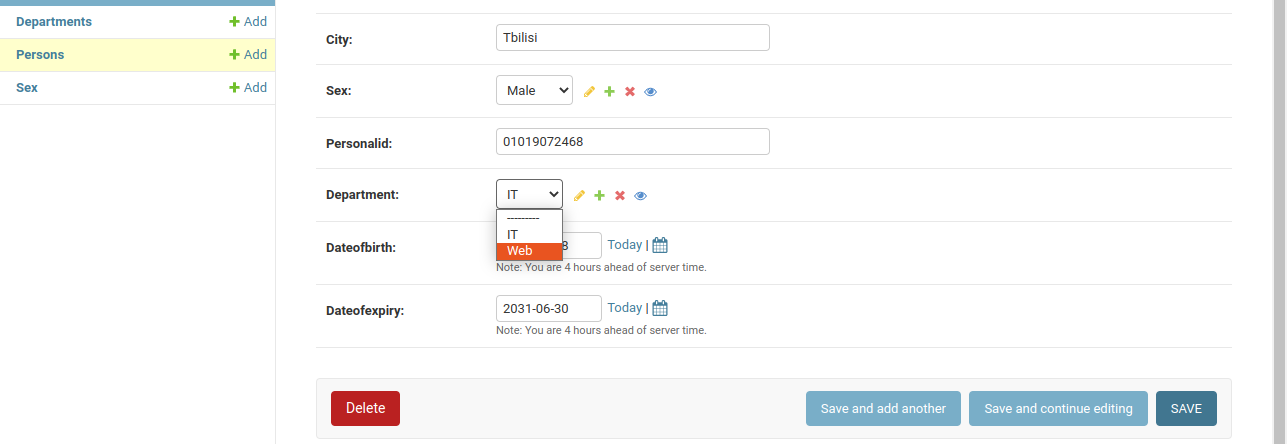 Departments + Add
Persons + Add
Sex + Add
City: Tbilisi
Sex: Male
Personalid: 01019072468
Department: IT
---------
IT
Web
Dateofbirth: 8 Today |
Note: You are 4 hours ahead of server time.
Dateofexpiry: 2031-06-30 Today |
Note: You are 4 hours ahead of server time.
Delete Save and add another Save and continue editing SAVE